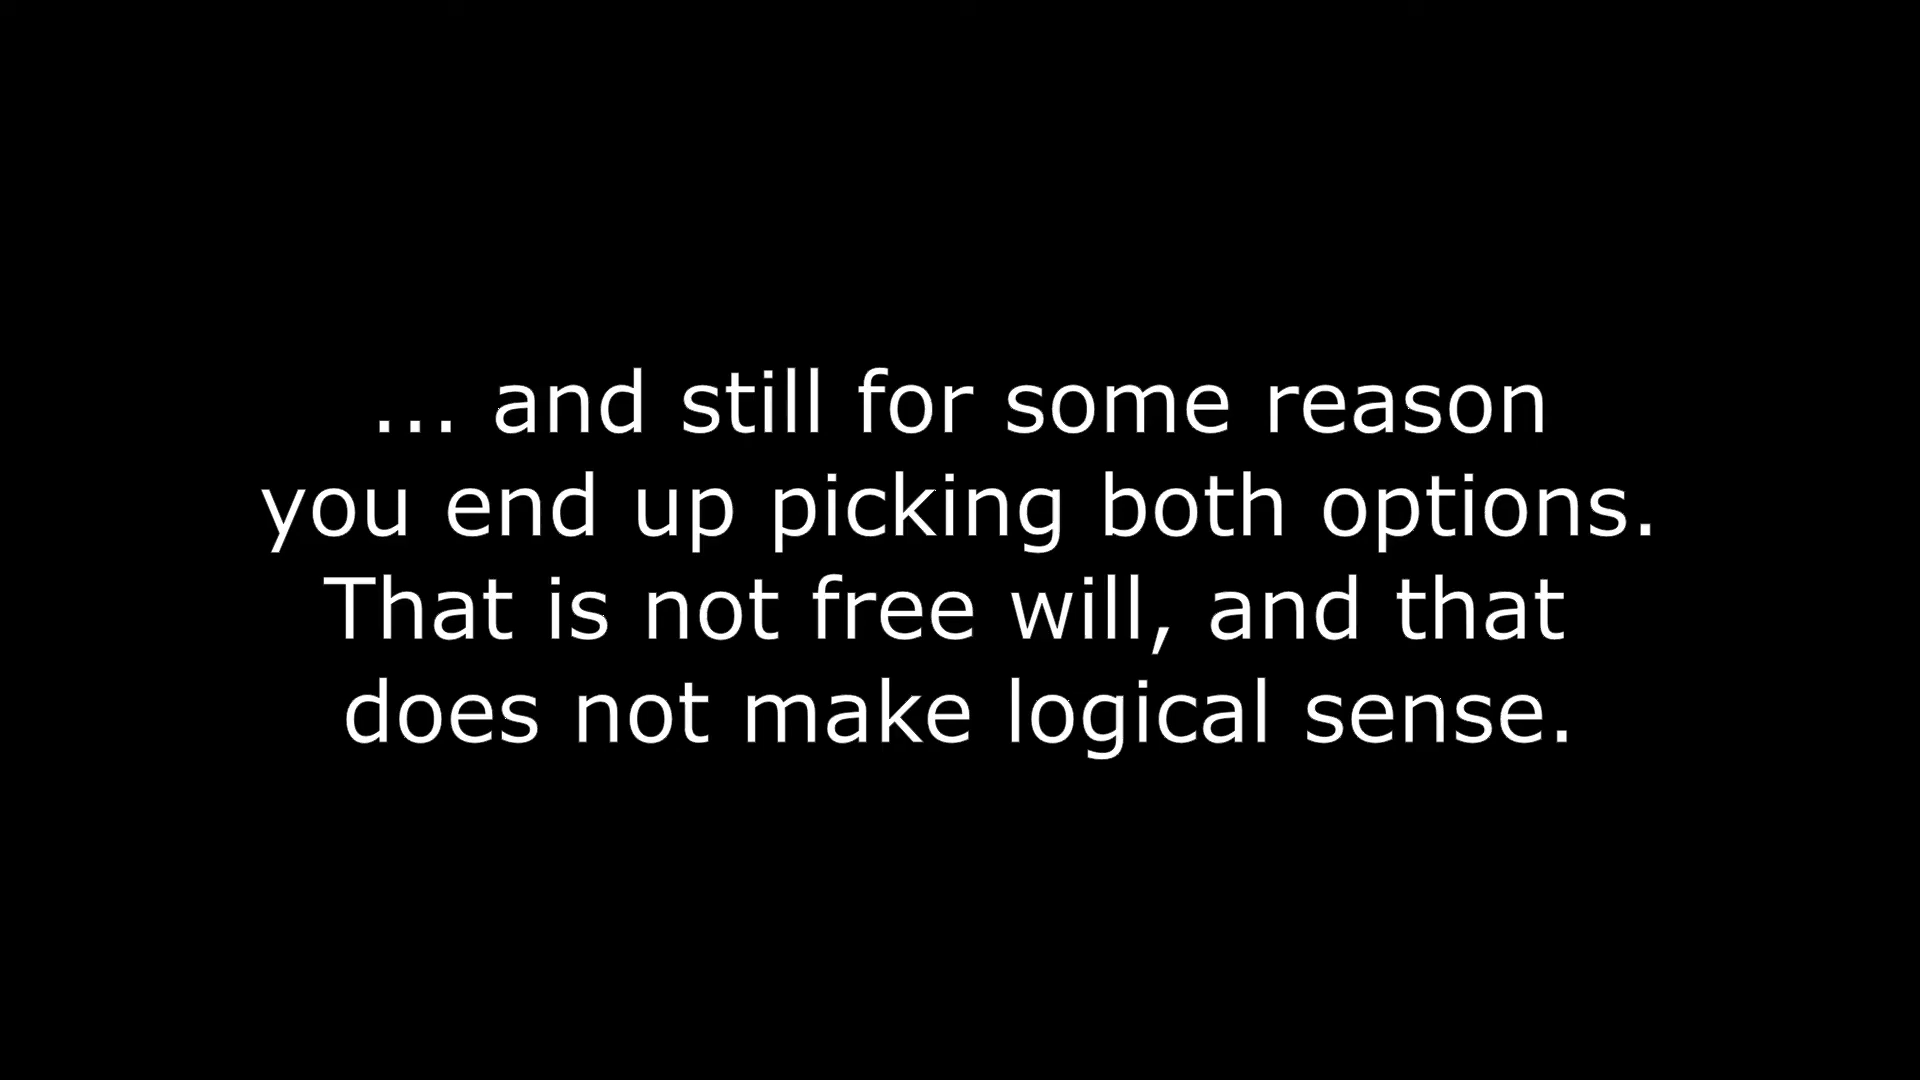 ... and still for some reason
you end up picking both options.
That is not free will, and that
does not make logical sense.